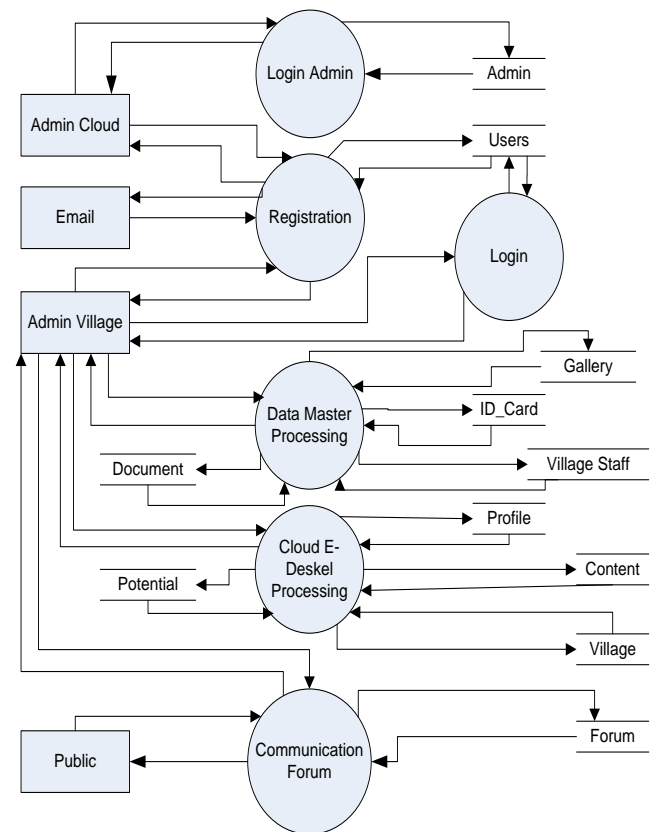 Login Admin
Admin
Admin Cloud
Users
Email
Registration
Login
Admin Village
Gallery
Data Master
Processing
ID_Card
Document
Village Staff
Profile
Cloud E-
Deskel
Processing
Potential
Content
Village
Public
Communication
Forum
Forum